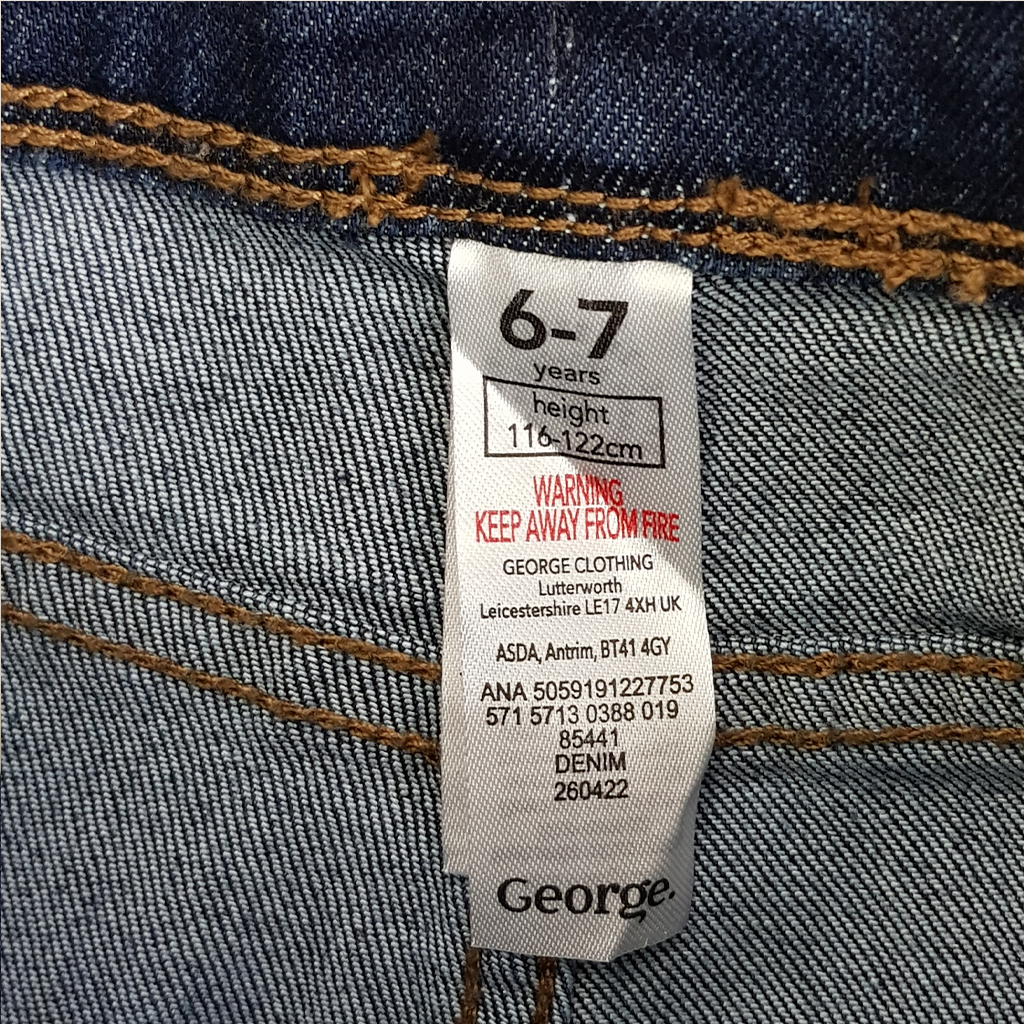 6-7
years
height
116-122cm
WARNING
KEEP AWAY FROM FIRE
GEORGE CLOTHING
Lutterworth
Leicestershire LE17 4XH UK
ASDA, Antrim, BT41 4GY
ANA 5059191227753
571 5713 0388 019
85441
DENIM
260422
George.